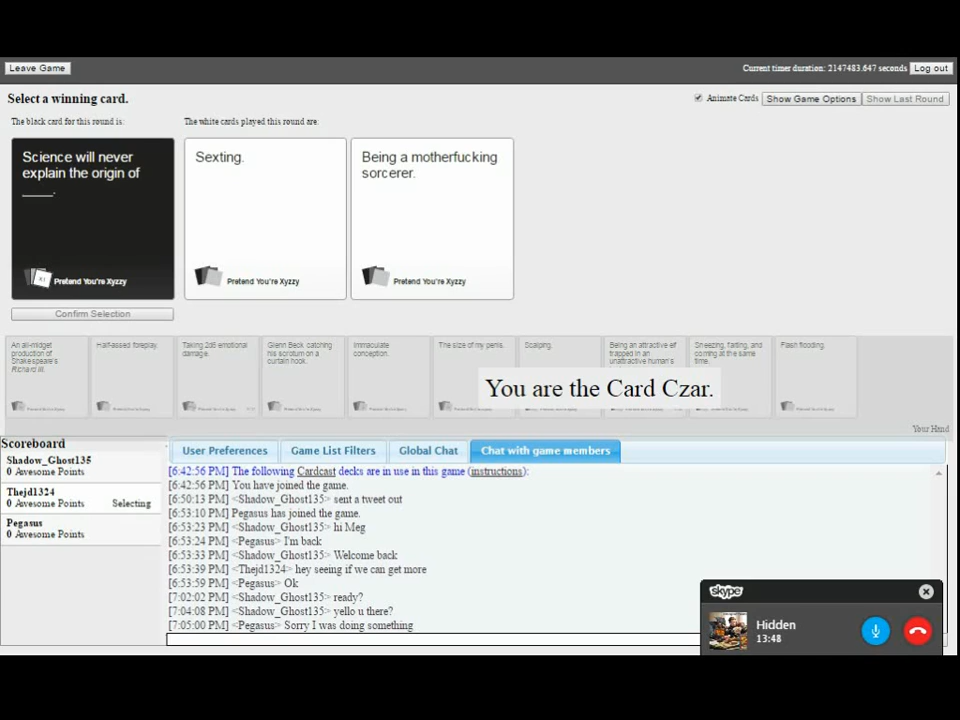 Leave Game
Current timer duration: 2147483.647 seconds
Log out
Select a winning card.
Animate Cards
Show Game Options
Show Last Round
The black card for this round is:
The white cards played this round are:
Science will never
explain the origin of
_____.
Pretend You're Xyzzy
Sexting.
Pretend You're Xyzzy
Being a motherfucking
sorcerer.
Pretend You're Xyzzy
Confirm Selection
An all-midget
production of
Shakespeare's
Richard III.
Half-assed foreplay.
Taking 2d6 emotional
damage.
Glenn Beck catching
his scrotum on a
curtain hook.
Immaculate
conception.
The size of my penis.
Scalping.
Being an attractive elf
trapped in an
unattractive human's
Sneezing, farting, and
coming at the same
time.
Flash flooding.
You are the Card Czar.
Your Hand
Scoreboard
Shadow_Ghost135
0 Awesome Points
Thejd1324
0 Awesome Points
Selecting
Pegasus
0 Awesome Points
User Preferences
Game List Filters
Global Chat
Chat with game members
[6:42:56 PM] The following Cardcast decks are in use in this game (instructions):
[6:42:56 PM] You have joined the game.
[6:50:13 PM] <Shadow_Ghost135> sent a tweet out
[6:53:10 PM] Pegasus has joined the game.
[6:53:23 PM] <Shadow_Ghost135> hi Meg
[6:53:24 PM] <Pegasus> I'm back
[6:53:33 PM] <Shadow_Ghost135> Welcome back
[6:53:39 PM] <Thejd1324> hey seeing if we can get more
[6:53:59 PM] <Pegasus> Ok
[7:02:02 PM] <Shadow_Ghost135> ready?
[7:04:08 PM] <Shadow_Ghost135> yello u there?
[7:05:00 PM] <Pegasus> Sorry I was doing something
skype
Hidden
13:48